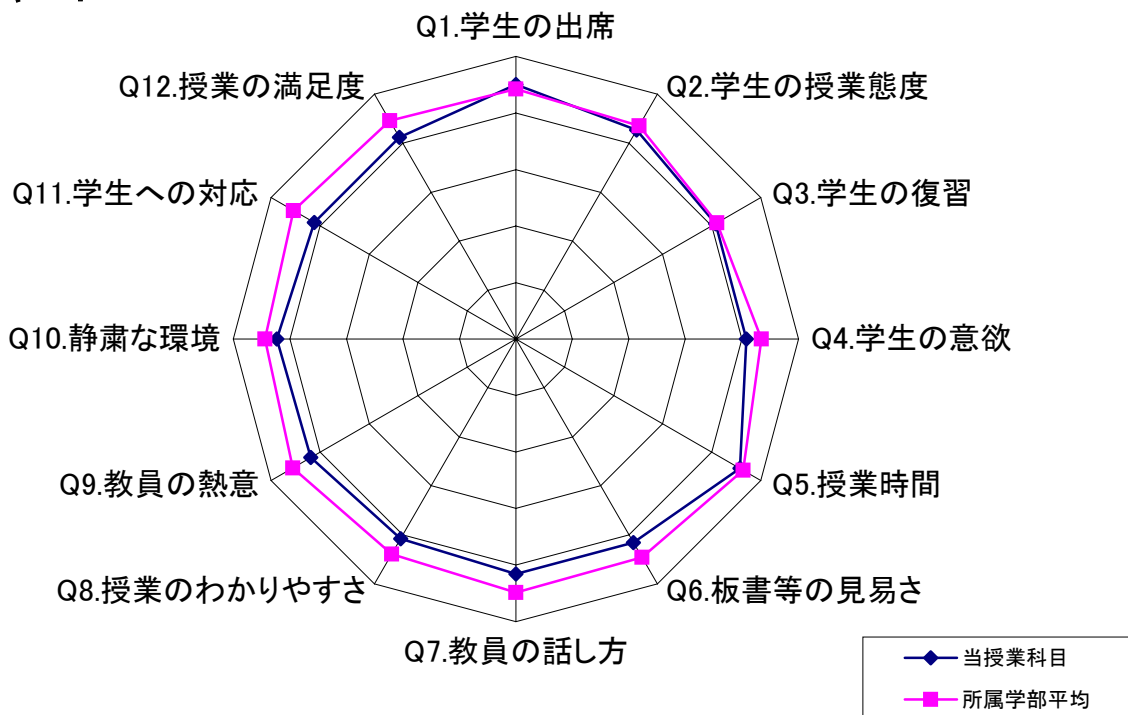 Q1.学生の出席
Q2.学生の授業態度
Q3.学生の復習
Q4.学生の意欲
Q5.授業時間
Q6.板書等の見易さ
Q7.教員の話し方
Q8.授業のわかりやすさ
Q9.教員の熱意
Q10.静粛な環境
Q11.学生への対応
Q12.授業の満足度
当授業科目
所属学部平均